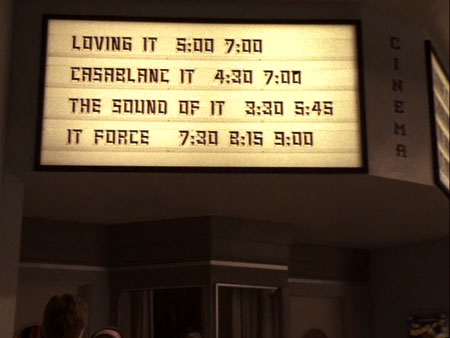 LOVING IT 5:00 7:00
CASABLANC IT 4:30 7:00
THE SOUND OF IT 3:30 5:45
IT FORCE 7:30 8:15 9:00
CINEMA